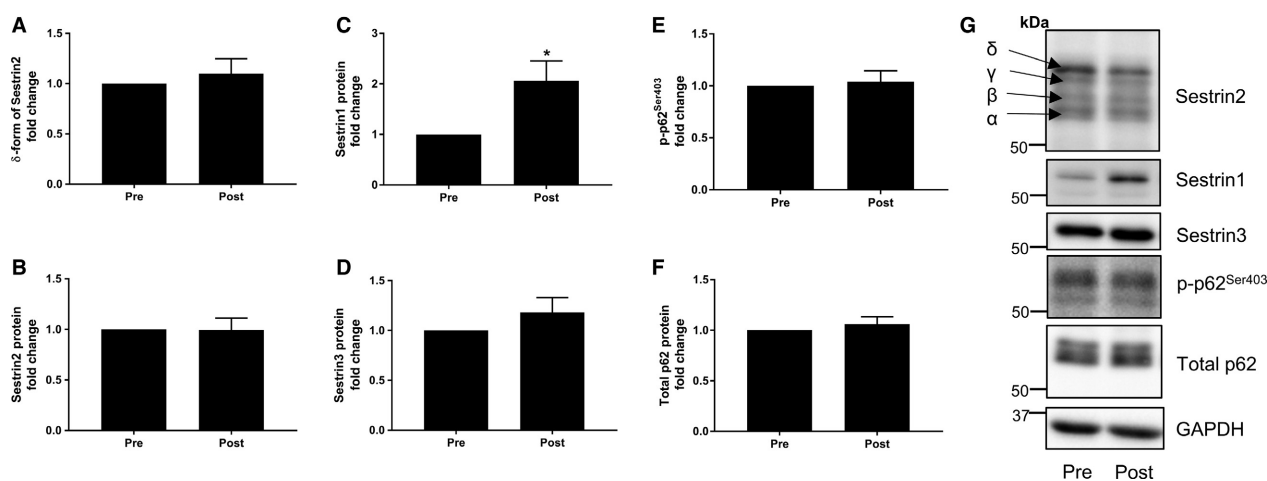 A
δ-form of Sestrin2
fold change
1.5
1.0
0.5
0.0
Pre Post
C
Sestrin1 protein
fold change
3
2
1
0
*
Pre Post
E
p-p62Ser403
fold change
1.5
1.0
0.5
0.0
Pre Post
B
Sestrin2 protein
fold change
1.5
1.0
0.5
0.0
Pre Post
D
Sestrin3 protein
fold change
1.5
1.0
0.5
0.0
Pre Post
F
Total p62 protein
fold change
1.5
1.0
0.5
0.0
Pre Post
G
kDa
δ
γ
β
α
Sestrin2
50
Sestrin1
50
Sestrin3
50
p-p62Ser403
50
Total p62
50
37
GAPDH
Pre Post